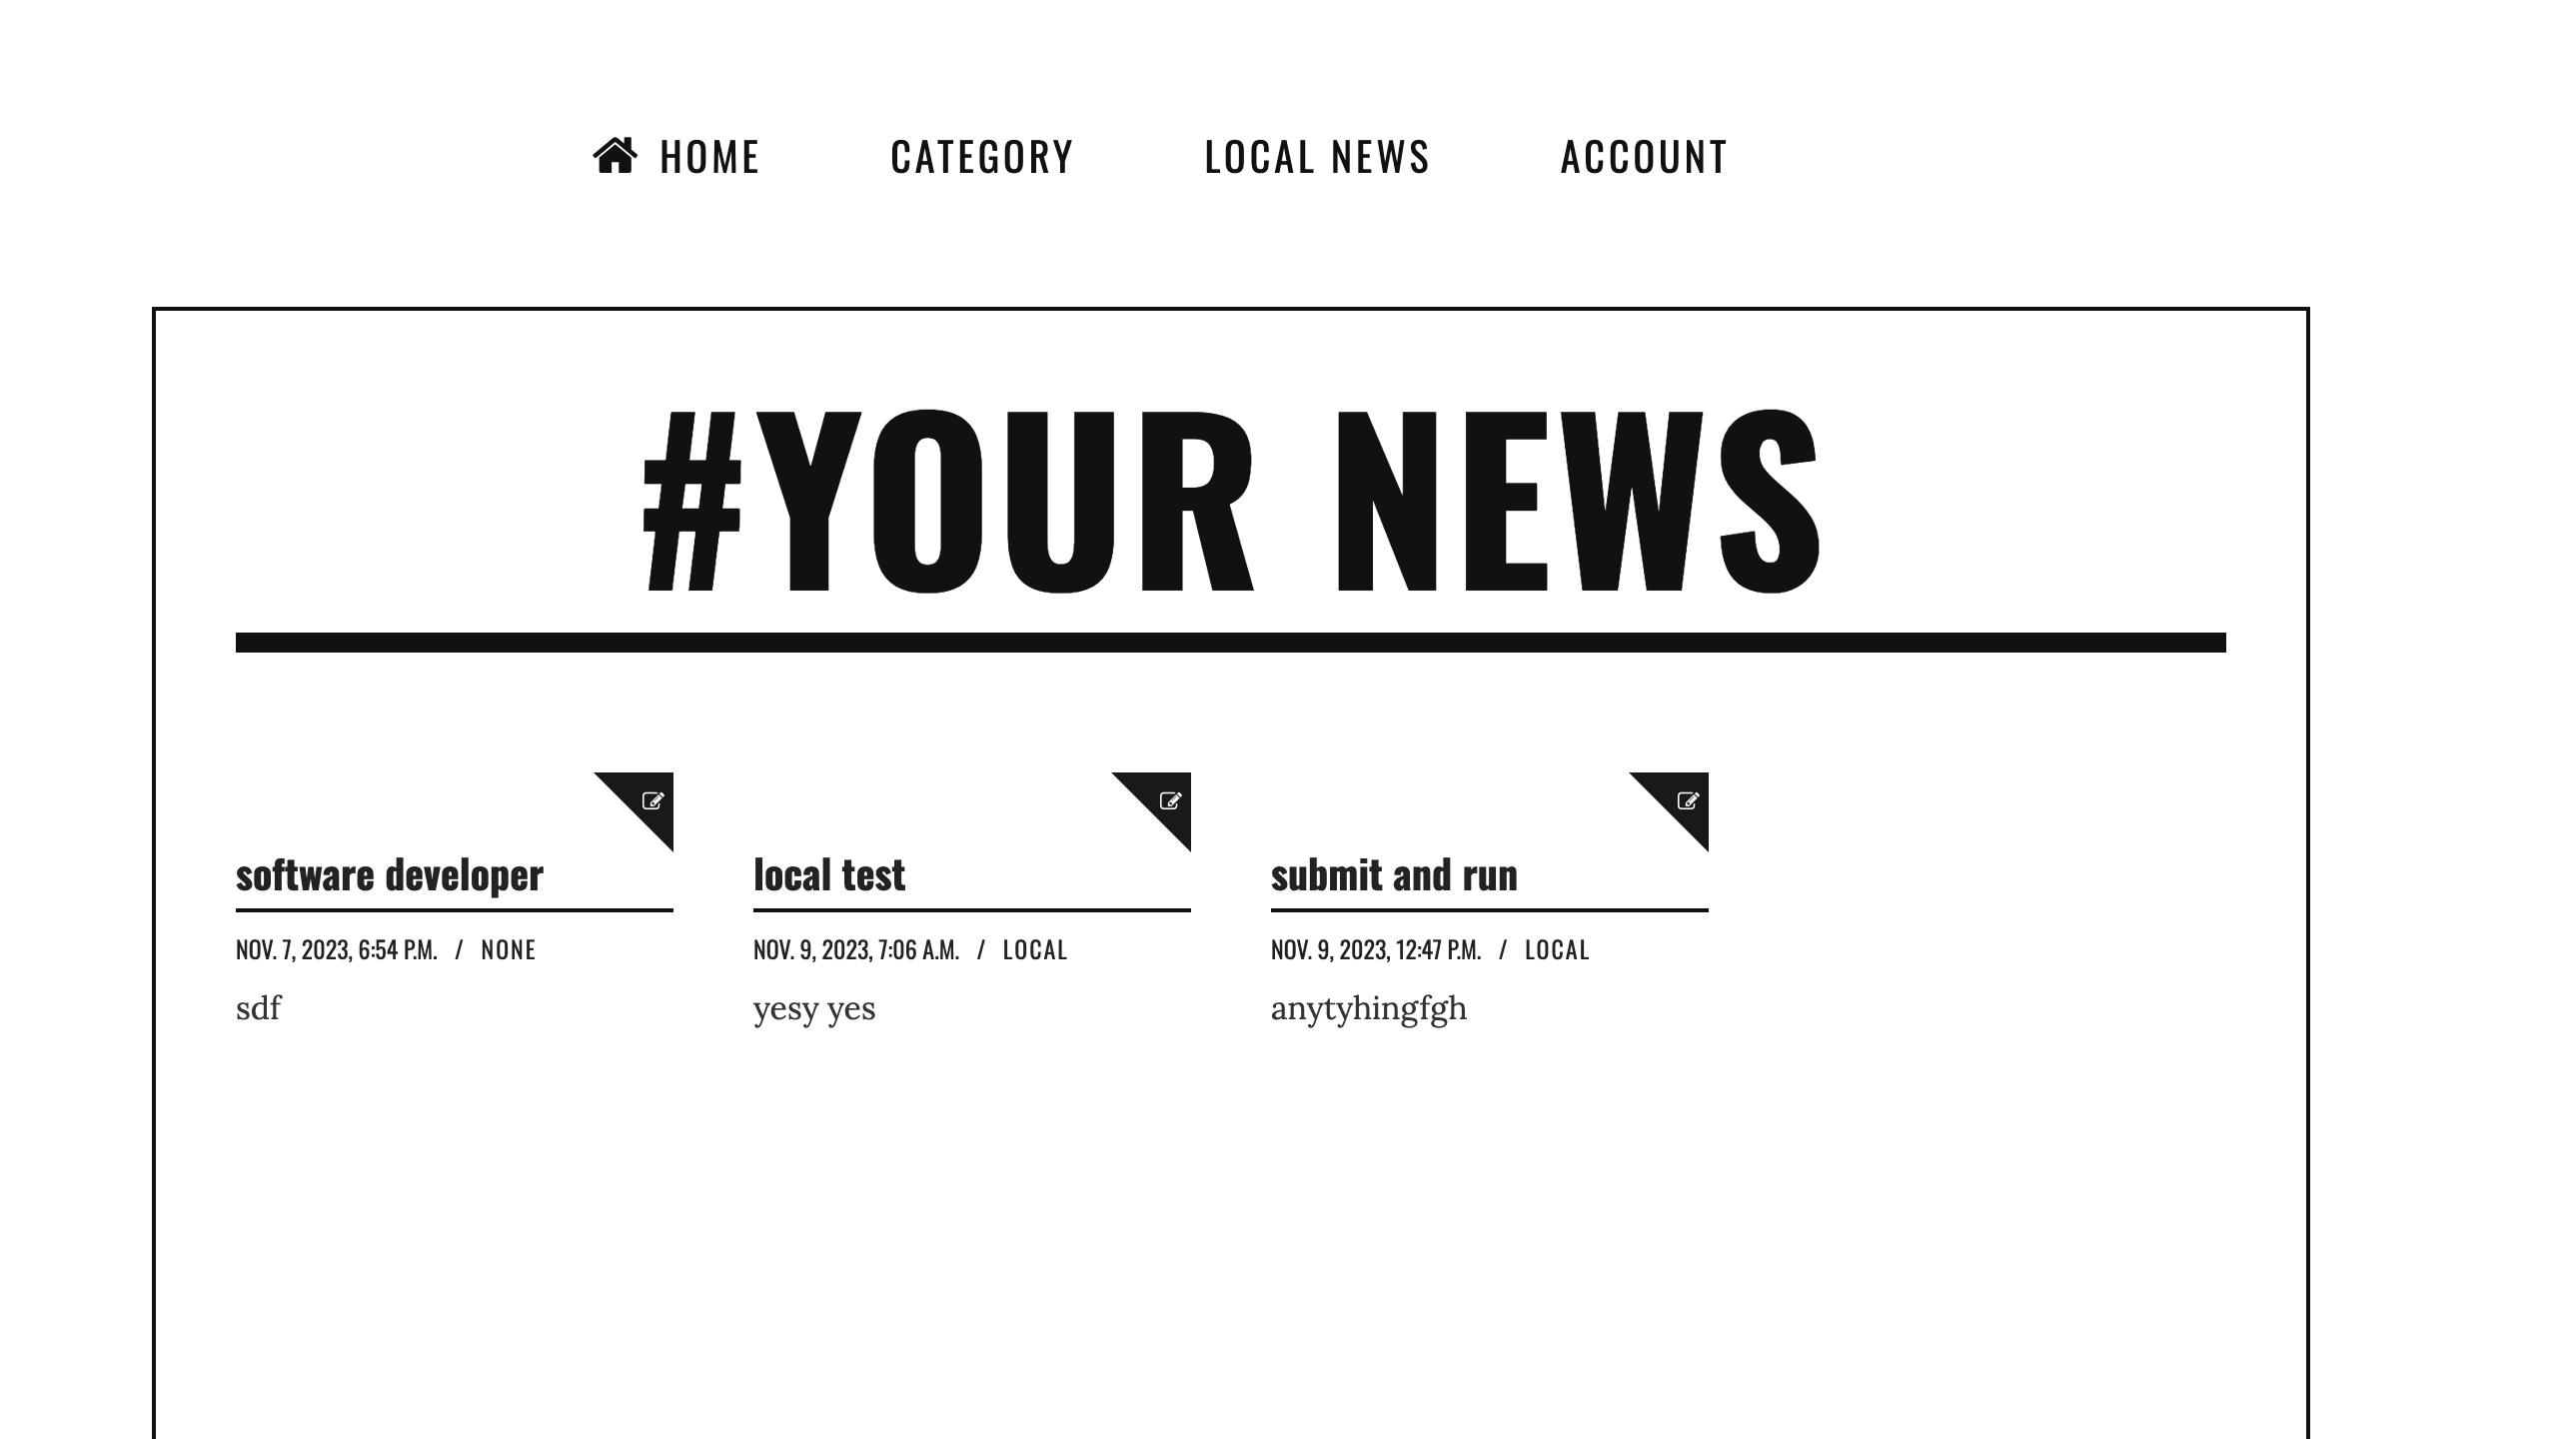 HOME CATEGORY LOCAL NEWS ACCOUNT
#YOUR NEWS
software developer
NOV. 7, 2023, 6:54 P.M. / NONE
sdf
local test
NOV. 9, 2023, 7:06 A.M. / LOCAL
yesy yes
submit and run
NOV. 9, 2023, 12:47 P.M. / LOCAL
anytyhingfgh